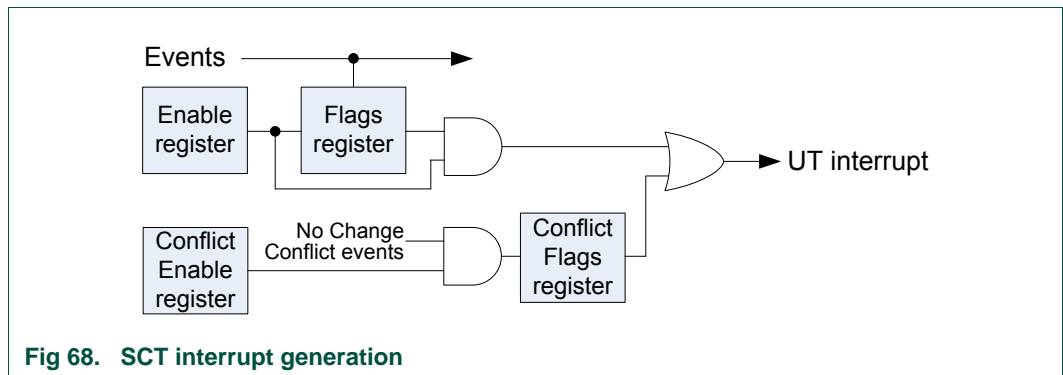 Events
Enable
register
Flags
register
UT interrupt
No Change
Conflict events
Conflict
Enable
register
Conflict
Flags
register
Fig 68. SCT interrupt generation